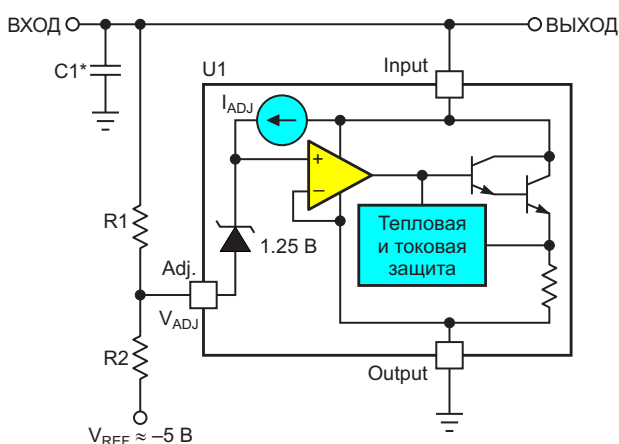 ВХОД
ВЫХОД
C1*
U1
Input
I_ADJ
+
–
R1
1.25 В
Тепловая
и токовая
защита
Adj.
V_ADJ
R2
Output
V_REF ≈ –5 В